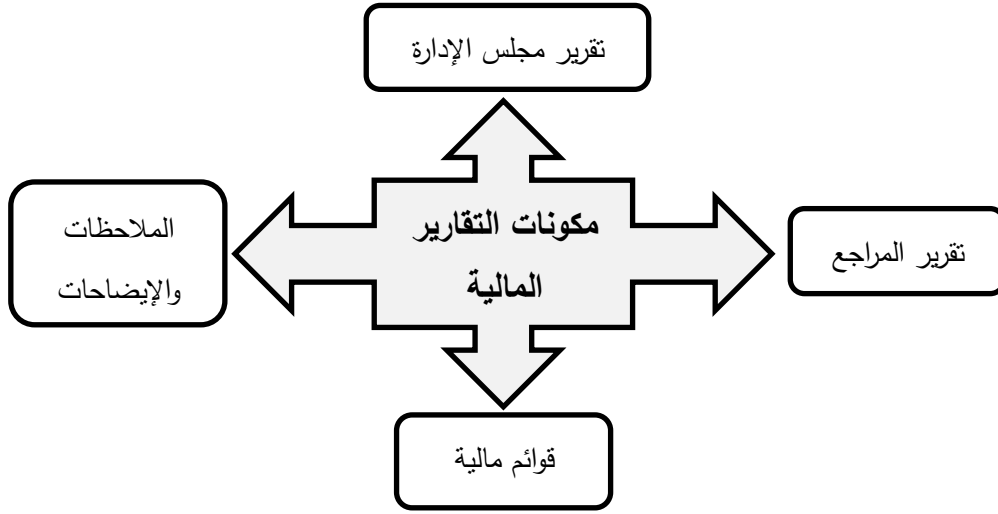 تقرير مجلس الإدارة
مكونات التقارير
المالية
تقرير المراجع
الملاحظات
والإيضاحات
قوائم مالية